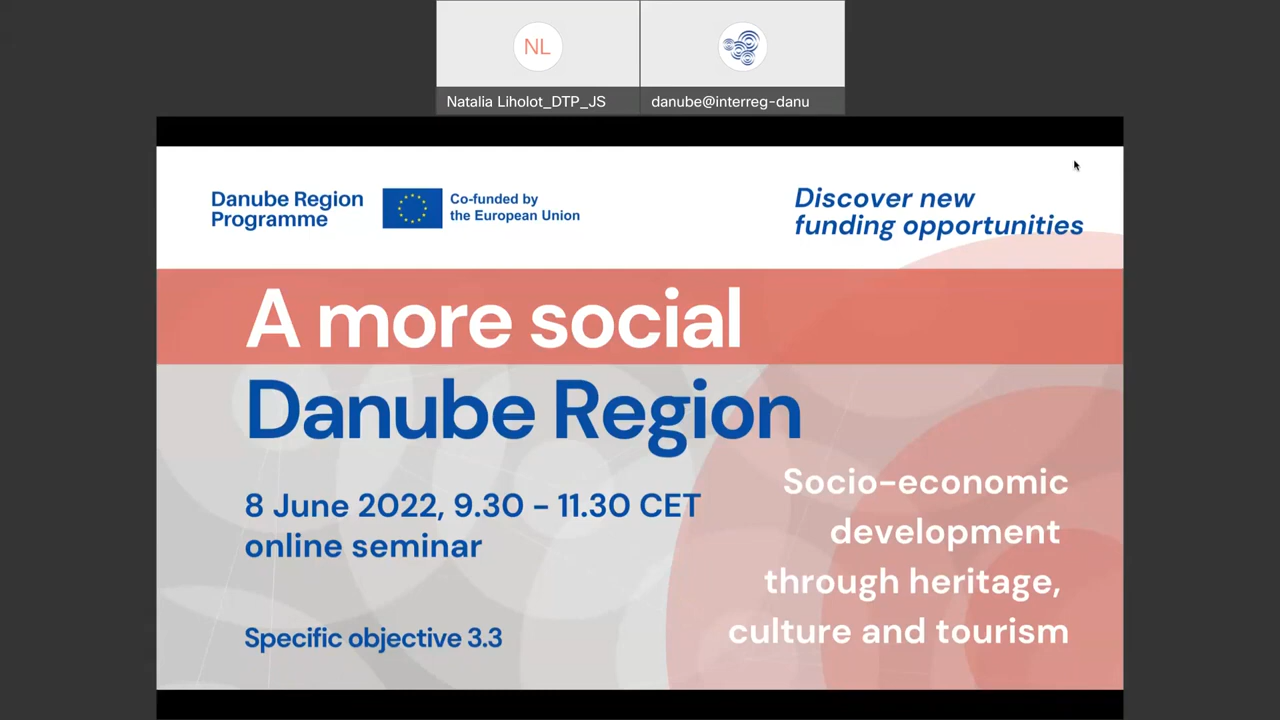 NL
Natalia Liholot_DTP_JS
danube@interreg-danu
Danube Region
Programme
Co-funded by
the European Union
Discover new
funding opportunities
A more social
Danube Region
8 June 2022, 9.30 - 11.30 CET
online seminar
Specific objective 3.3
Socio-economic
development
through heritage,
culture and tourism